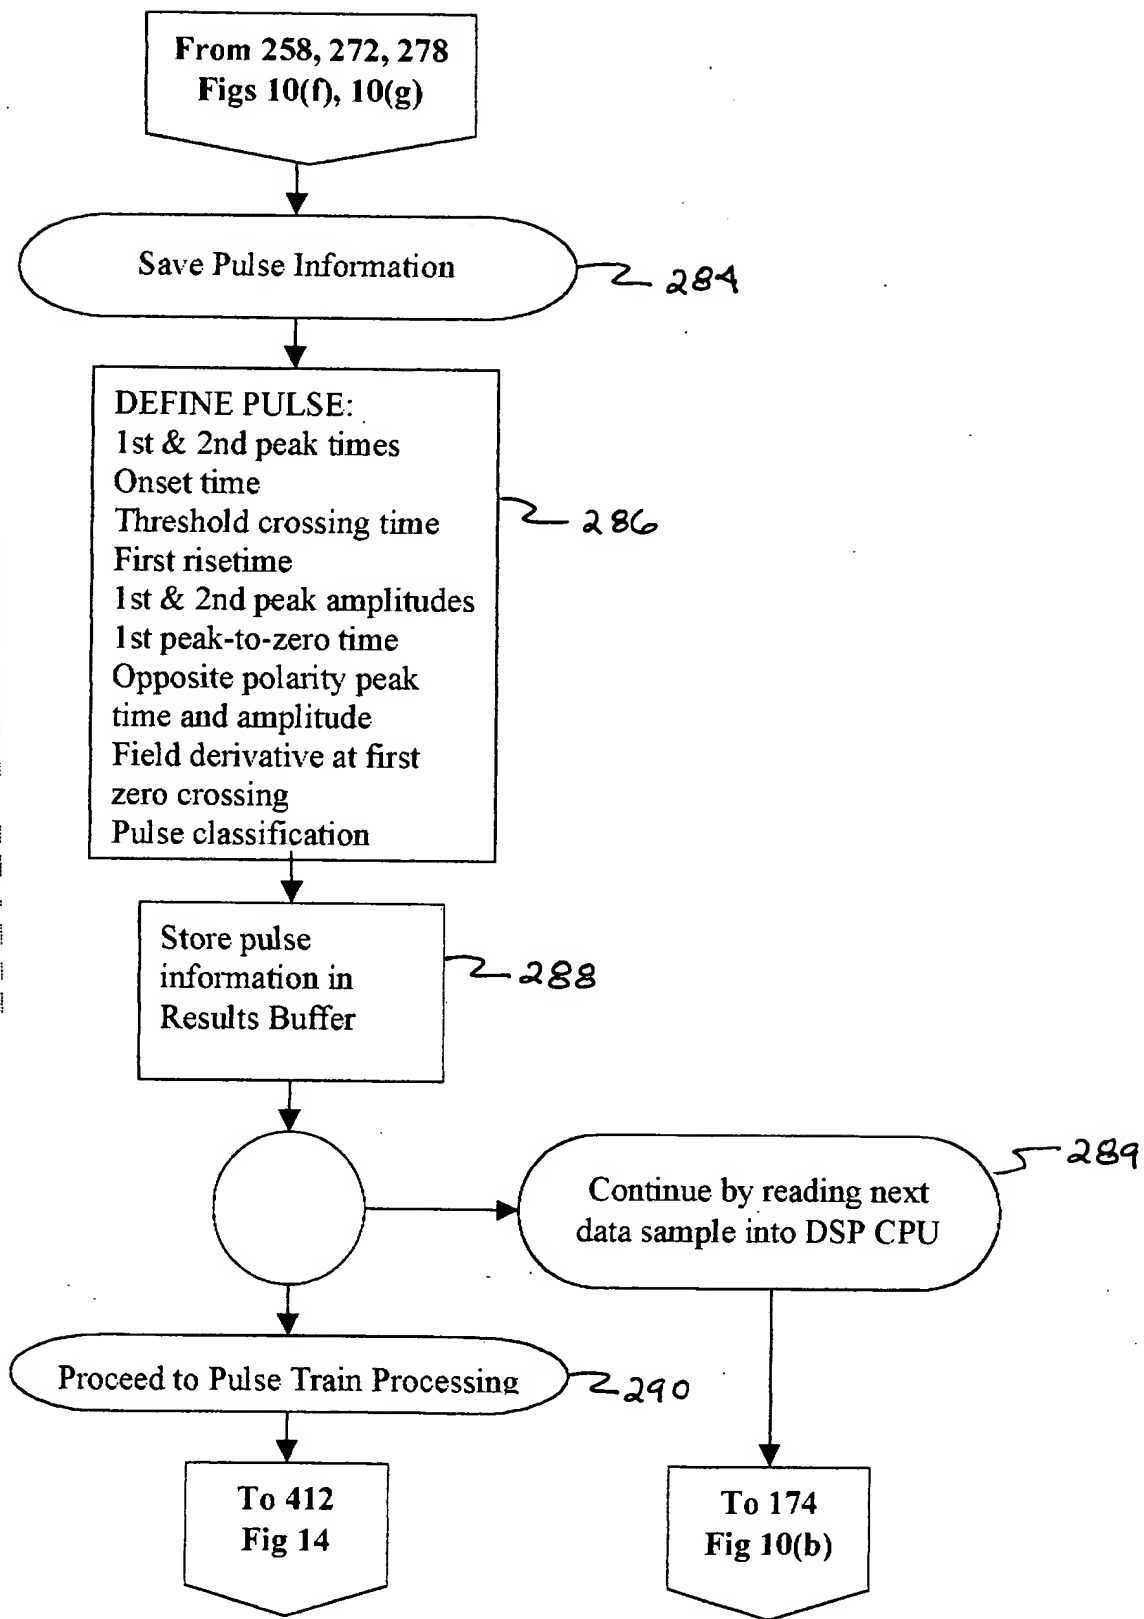 From 258, 272, 278
Figs 10(f), 10(g)
Save Pulse Information
284
DEFINE PULSE:
1st & 2nd peak times
Onset time
Threshold crossing time
First risetime
1st & 2nd peak amplitudes
1st peak-to-zero time
Opposite polarity peak
time and amplitude
Field derivative at first
zero crossing
Pulse classification
286
Store pulse
information in
Results Buffer
288
Continue by reading next
data sample into DSP CPU
289
Proceed to Pulse Train Processing
290
To 412
Fig 14
To 174
Fig 10(b)